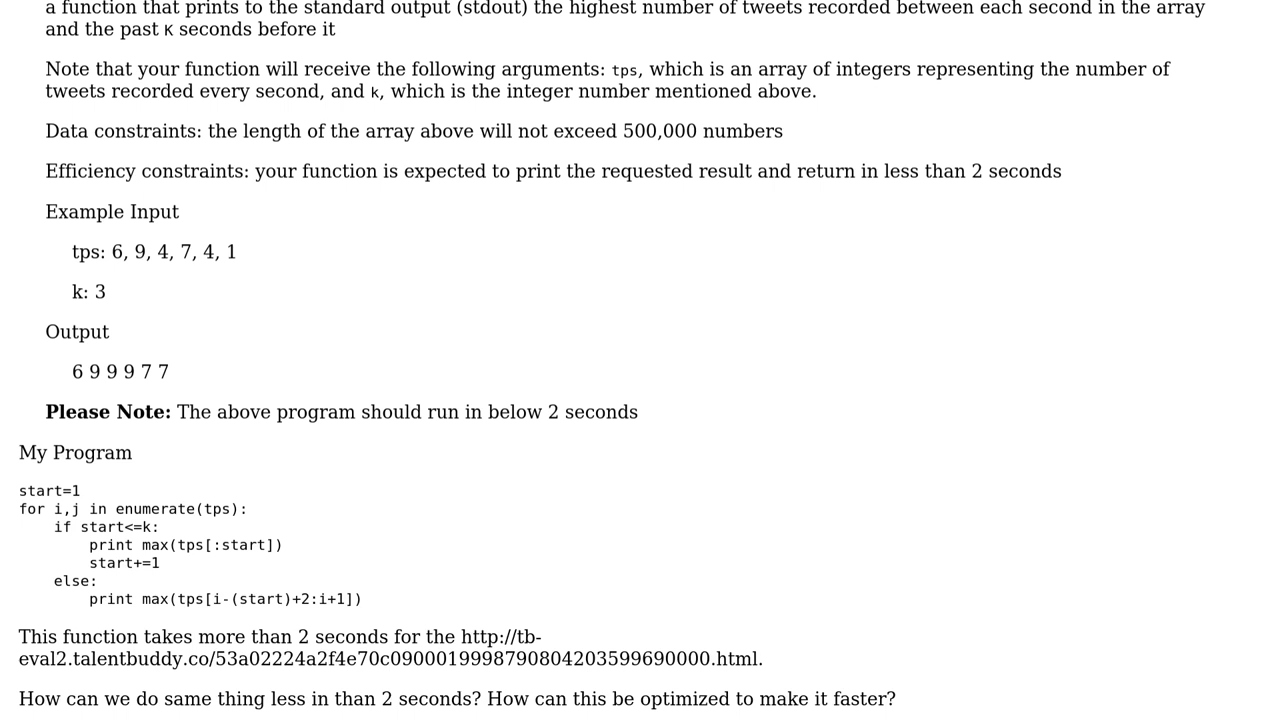 a function that prints to the standard output (stdout) the highest number of tweets recorded between each second in the array
and the past K seconds before it
Note that your function will receive the following arguments: tps, which is an array of integers representing the number of
tweets recorded every second, and k, which is the integer number mentioned above.
Data constraints: the length of the array above will not exceed 500,000 numbers
Efficiency constraints: your function is expected to print the requested result and return in less than 2 seconds
Example Input
tps: 6, 9, 4, 7, 4, 1
k: 3
Output
6 9 9 9 7 7
Please Note: The above program should run in below 2 seconds
My Program
start=1
for i,j in enumerate(tps):
    if start<=k:
        print max(tps[:start])
        start+=1
    else:
        print max(tps[i-(start)+2:i+1])
This function takes more than 2 seconds for the http://tb-
eval2.talentbuddy.co/53a02224a2f4e70c0900019998790804203599690000.html.
How can we do same thing less in than 2 seconds? How can this be optimized to make it faster?